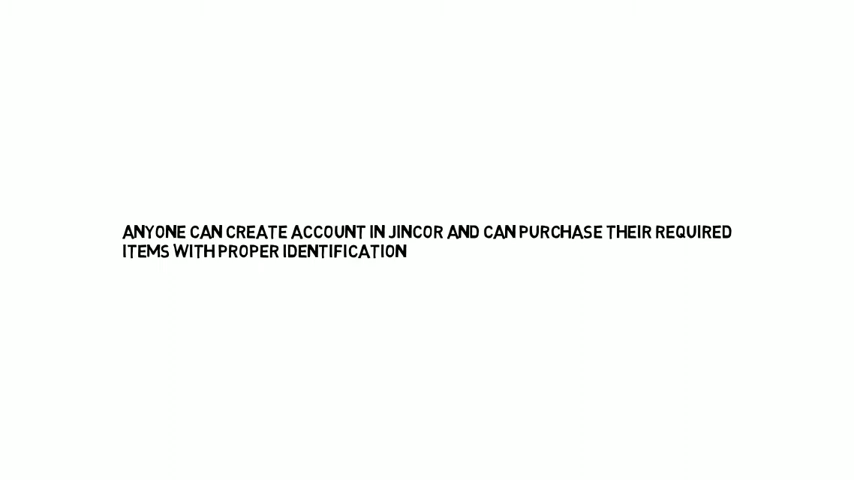 ANYONE CAN CREATE ACCOUNT IN JINCOR AND CAN PURCHASE THEIR REQUIRED
ITEMS WITH PROPER IDENTIFICATION